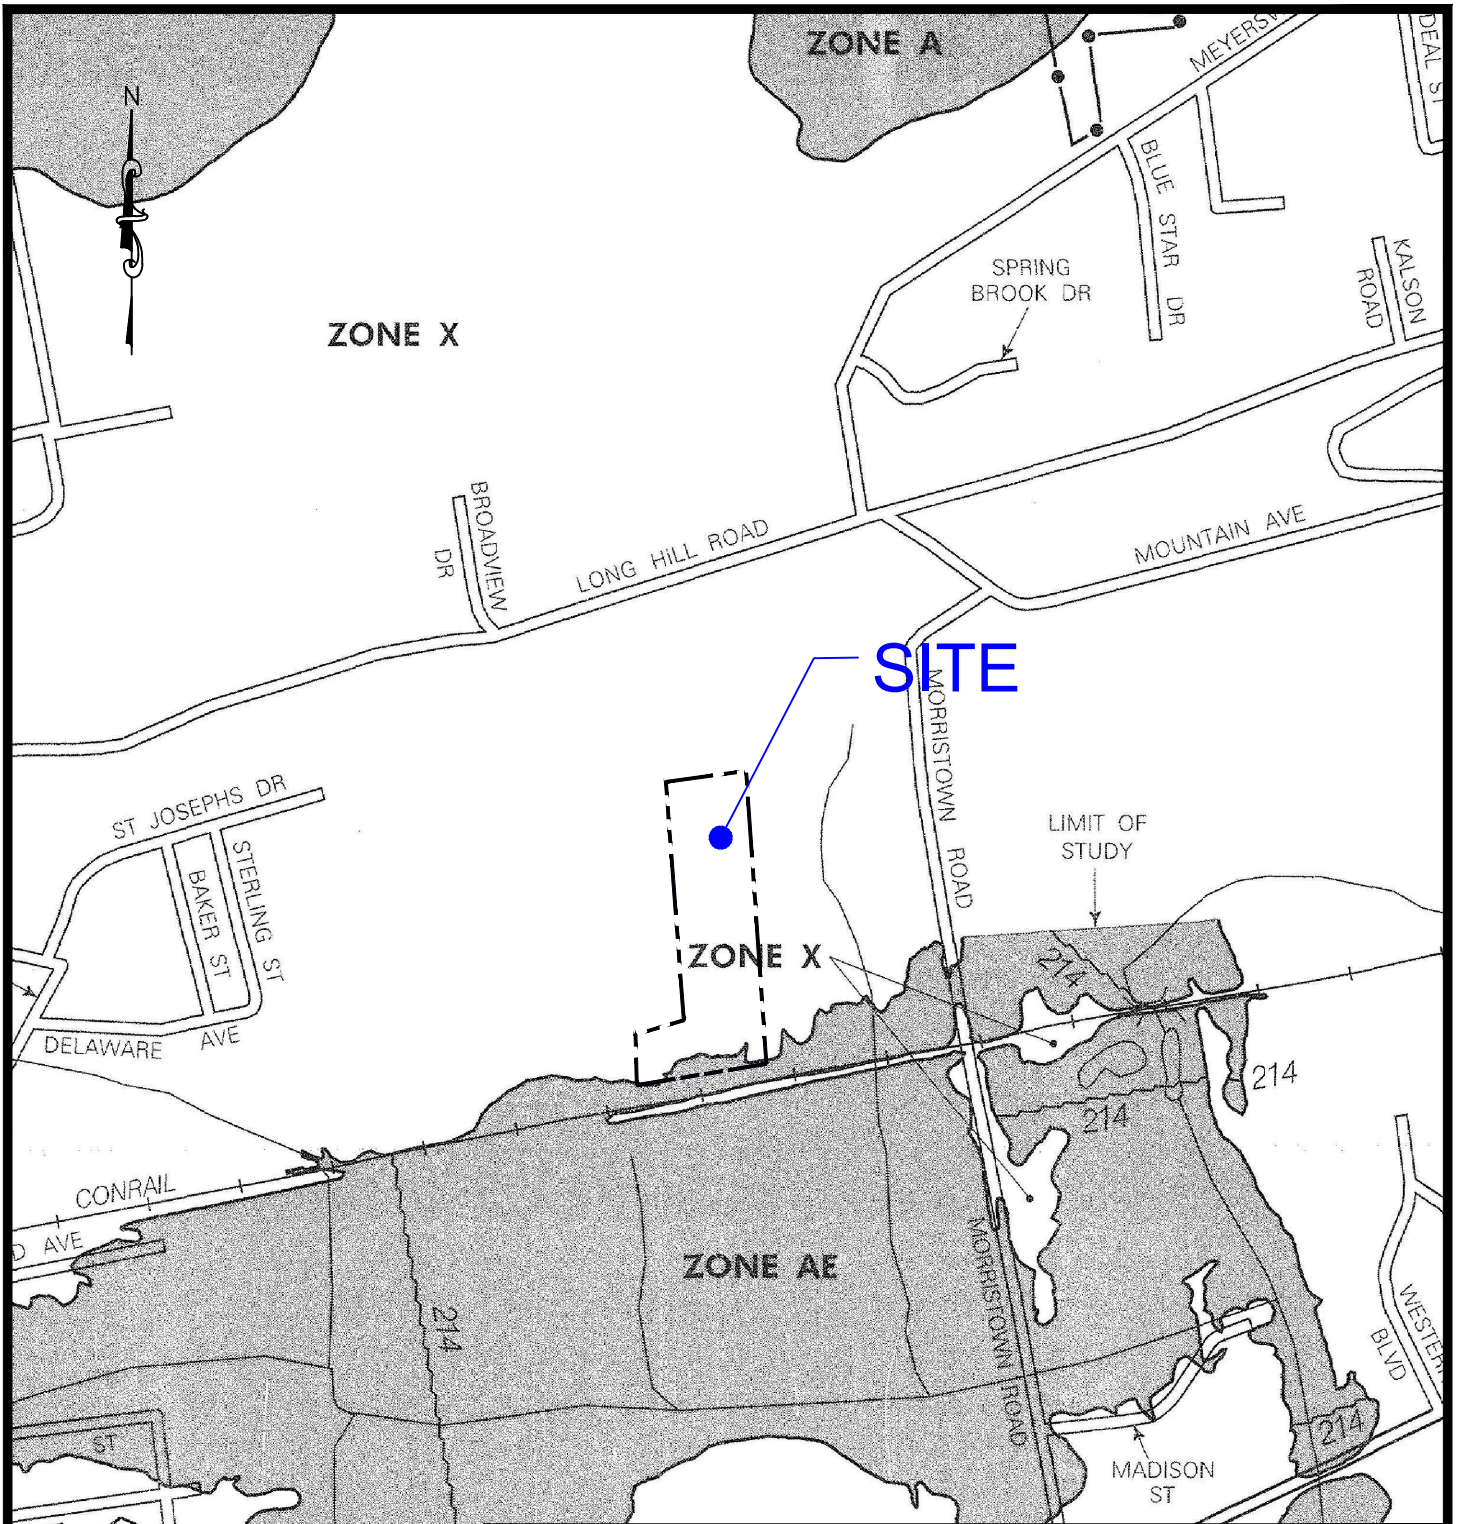 ZONE A
MEYERSV
DEAL ST
N
BLUE STAR DR
SPRING
BROOK DR
KALSON
ROAD
ZONE X
BROADVIEW
DR
LONG HILL ROAD
MOUNTAIN AVE
SITE
MORRISTOWN ROAD
ST JOSEPHS DR
STERLING ST
BAKER ST
LIMIT OF
STUDY
ZONE X
214
DELAWARE AVE
214
214
CONRAIL
D AVE
ZONE AE
MORRISTOWN ROAD
214
WESTERN
BLVD
214
ST
MADISON
ST